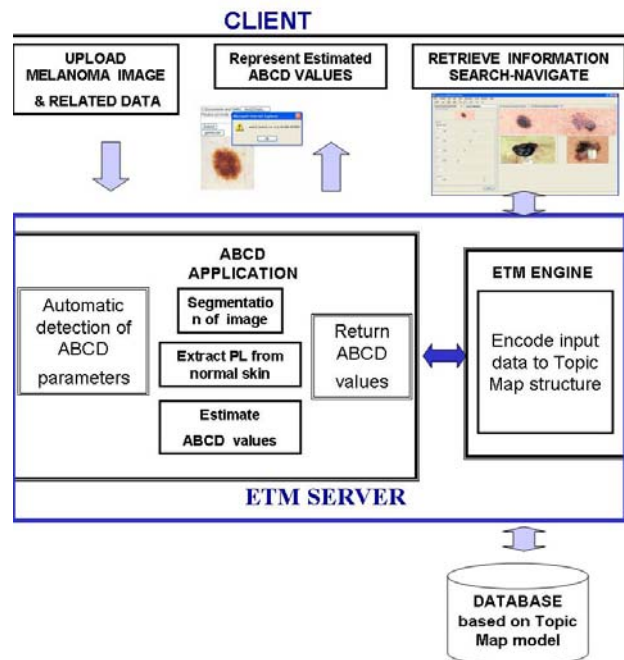 CLIENT
UPLOAD
MELANOMA IMAGE
& RELATED DATA
Represent Estimated
ABCD VALUES
RETRIEVE INFORMATION
SEARCH-NAVIGATE
ABCD
APPLICATION
Automatic
detection of
ABCD
parameters
Segmentatio
n of image
Extract PL from
normal skin
Estimate
ABCD values
Return
ABCD
values
ETM ENGINE
Encode input
data to Topic
Map structure
ETM SERVER
DATABASE
based on Topic
Map model